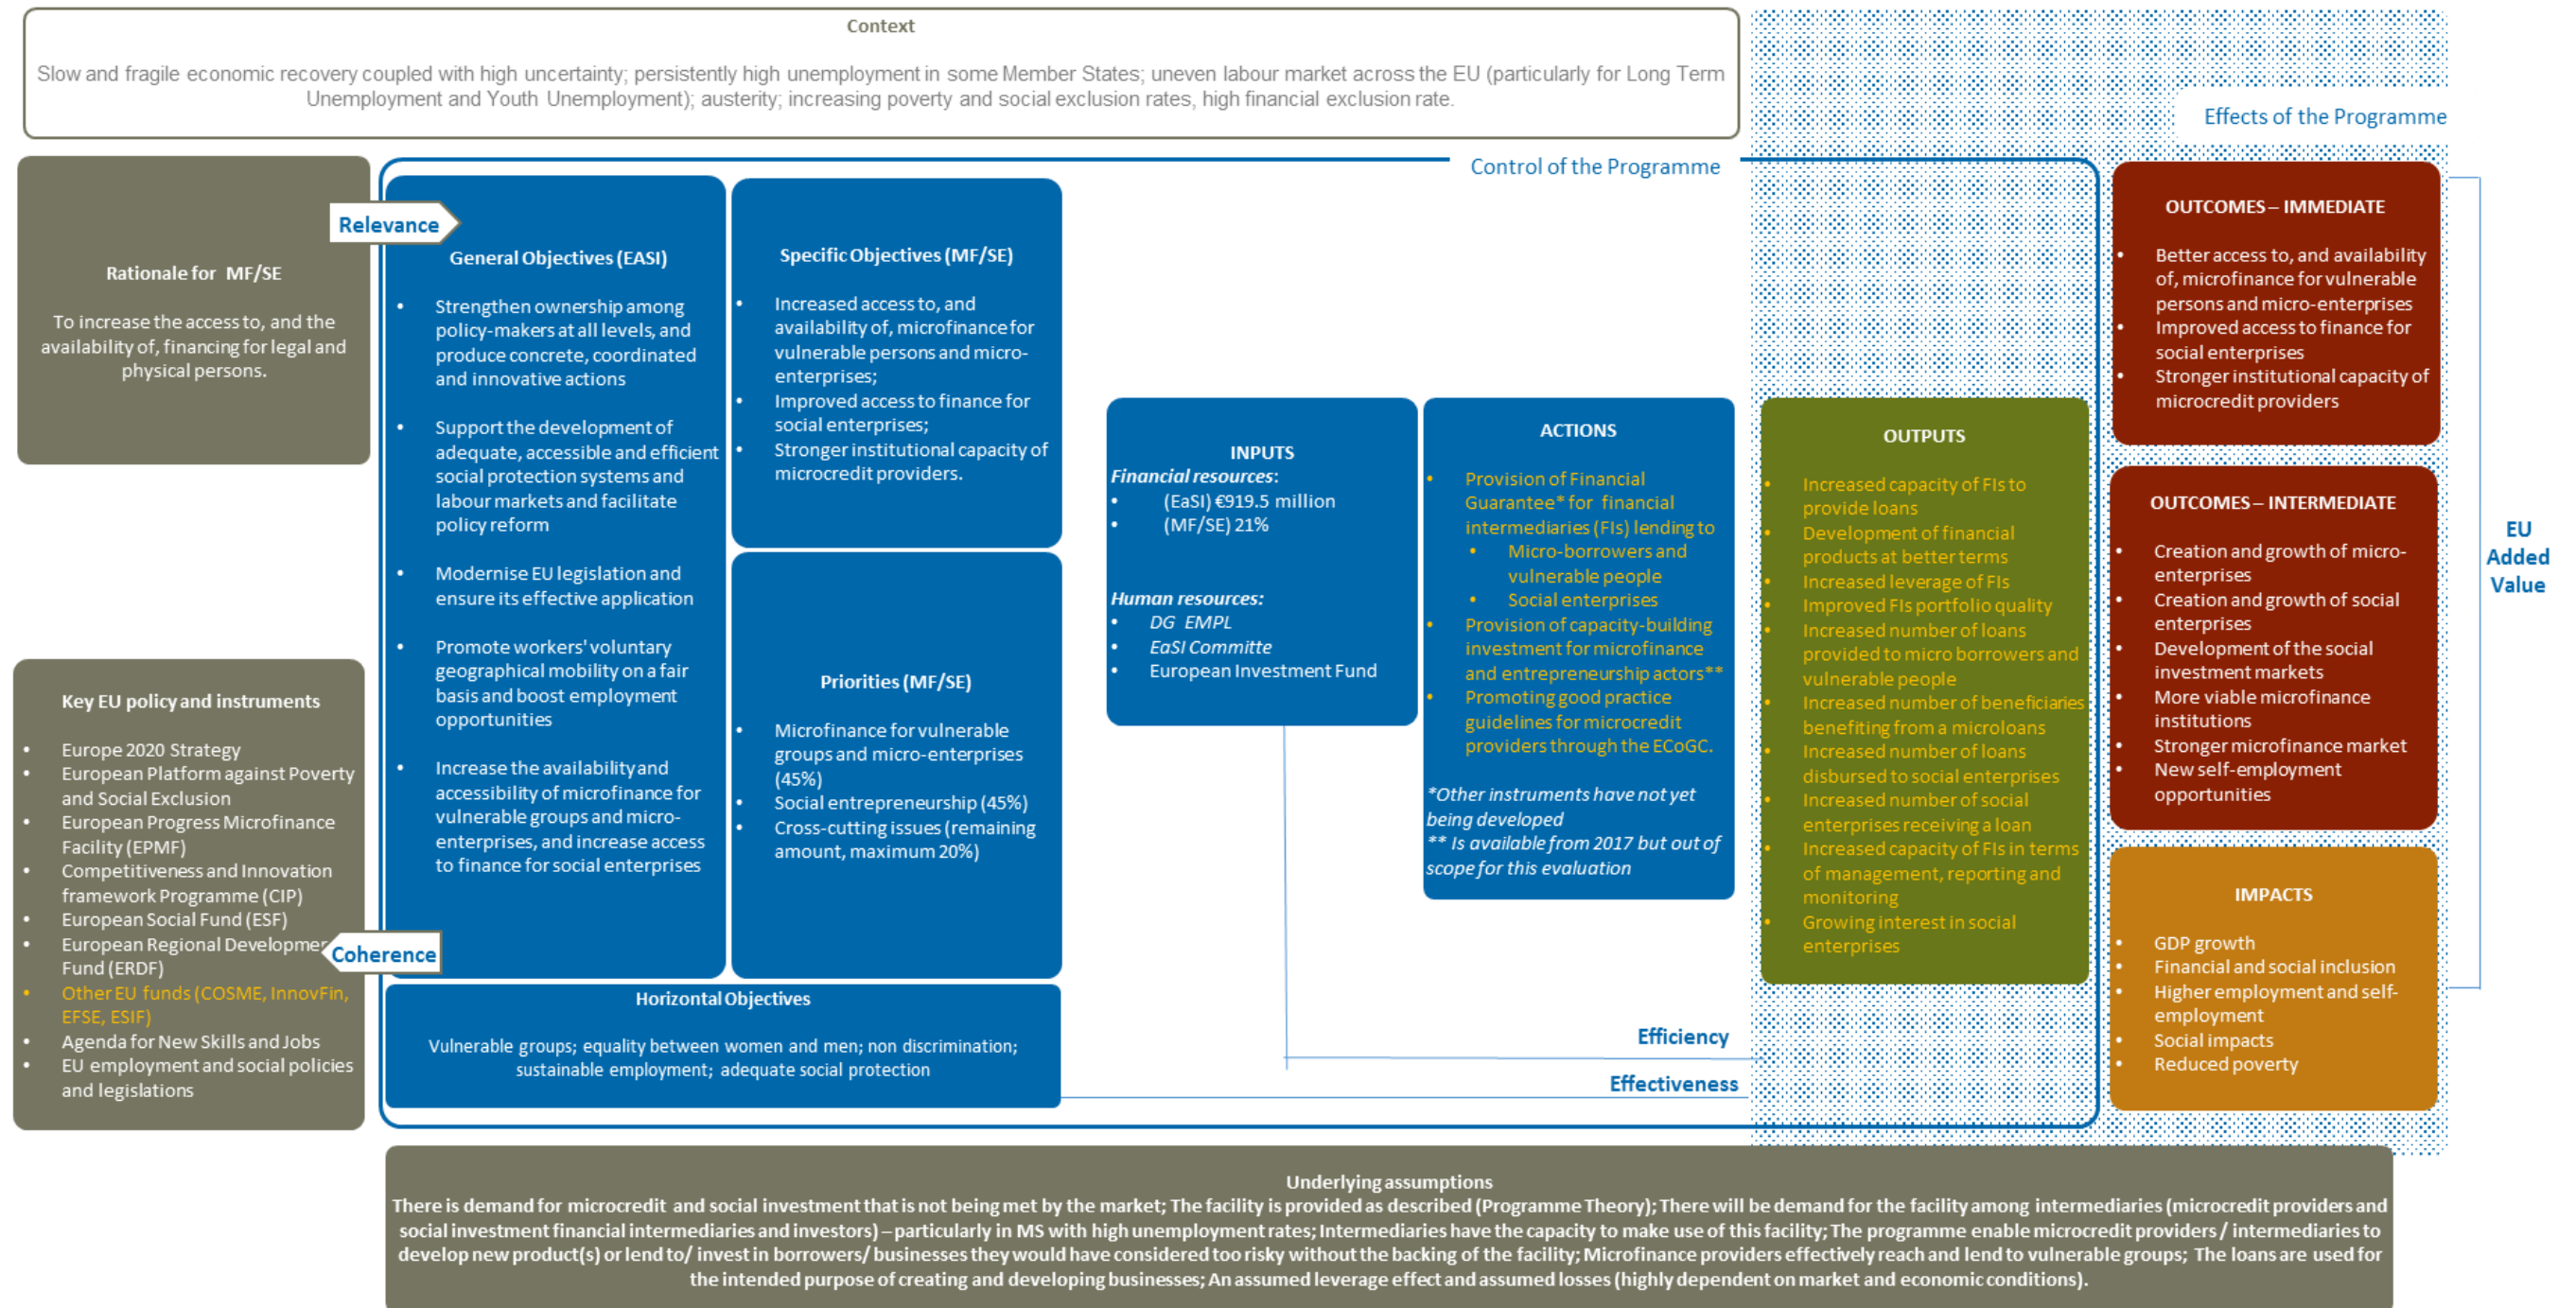 Context
Slow and fragile economic recovery coupled with high uncertainty; persistently high unemployment in some Member States; uneven labour market across the EU (particularly for Long Term
Unemployment and Youth Unemployment); austerity; increasing poverty and social exclusion rates, high financial exclusion rate.
Effects of the Programme
Control of the Programme
Rationale for MF/SE
To increase the access to, and the
availability of, financing for legal and
physical persons.
Relevance
Key EU policy and instruments
• Europe 2020 Strategy
• European Platform against Poverty
and Social Exclusion
• European Progress Microfinance
Facility (EPMF)
• Competitiveness and Innovation
framework Programme (CIP)
• European Social Fund (ESF)
• European Regional Developmen
Fund (ERDF)
• Other EU funds (COSME, InnovFin,
EFSE, ESIF)
• Agenda for New Skills and Jobs
• EU employment and social policies
and legislations
Coherence
General Objectives (EASI)
• Strengthen ownership among
policy-makers at all levels, and
produce concrete, coordinated
and innovative actions
• Support the development of
adequate, accessible and efficient
social protection systems and
labour markets and facilitate
policy reform
• Modernise EU legislation and
ensure its effective application
• Promote workers' voluntary
geographical mobility on a fair
basis and boost employment
opportunities
• Increase the availability and
accessibility of microfinance for
vulnerable groups and micro-
enterprises, and increase access
to finance for social enterprises
Specific Objectives (MF/SE)
• Increased access to, and
availability of, microfinance for
vulnerable persons and micro-
enterprises;
• Improved access to finance for
social enterprises;
• Stronger institutional capacity of
microcredit providers.
Priorities (MF/SE)
• Microfinance for vulnerable
groups and micro-enterprises
(45%)
• Social entrepreneurship (45%)
• Cross-cutting issues (remaining
amount, maximum 20%)
Horizontal Objectives
Vulnerable groups; equality between women and men; non discrimination;
sustainable employment; adequate social protection
INPUTS
Financial resources:
• (EaSI) €919.5 million
• (MF/SE) 21%
Human resources:
• DG EMPL
• EaSI Committe
• European Investment Fund
ACTIONS
• Provision of Financial
Guarantee* for financial
intermediaries (FIs) lending to
• Micro-borrowers and
vulnerable people
• Social enterprises
• Provision of capacity-building
investment for microfinance
and entrepreneurship actors**
• Promoting good practice
guidelines for microcredit
providers through the ECoGC.
*Other instruments have not yet
being developed
** Is available from 2017 but out of
scope for this evaluation
Efficiency
Effectiveness
OUTPUTS
• Increased capacity of FIs to
provide loans
• Development of financial
products at better terms
• Increased leverage of FIs
• Improved FIs portfolio quality
• Increased number of loans
provided to micro borrowers and
vulnerable people
• Increased number of beneficiaries
benefiting from a microloans
• Increased number of loans
disbursed to social enterprises
• Increased number of social
enterprises receiving a loan
• Increased capacity of FIs in terms
of management, reporting and
monitoring
• Growing interest in social
enterprises
OUTCOMES – IMMEDIATE
• Better access to, and availability
of, microfinance for vulnerable
persons and micro-enterprises
• Improved access to finance for
social enterprises
• Stronger institutional capacity of
microcredit providers
OUTCOMES – INTERMEDIATE
• Creation and growth of micro-
enterprises
• Creation and growth of social
enterprises
• Development of the social
investment markets
• More viable microfinance
institutions
• Stronger microfinance market
• New self-employment
opportunities
IMPACTS
• GDP growth
• Financial and social inclusion
• Higher employment and self-
employment
• Social impacts
• Reduced poverty
EU
Added
Value
Underlying assumptions
There is demand for microcredit and social investment that is not being met by the market; The facility is provided as described (Programme Theory); There will be demand for the facility among intermediaries (microcredit providers and
social investment financial intermediaries and investors) – particularly in MS with high unemployment rates; Intermediaries have the capacity to make use of this facility; The programme enable microcredit providers / intermediaries to
develop new product(s) or lend to/ invest in borrowers/ businesses they would have considered too risky without the backing of the facility; Microfinance providers effectively reach and lend to vulnerable groups; The loans are used for
the intended purpose of creating and developing businesses; An assumed leverage effect and assumed losses (highly dependent on market and economic conditions).